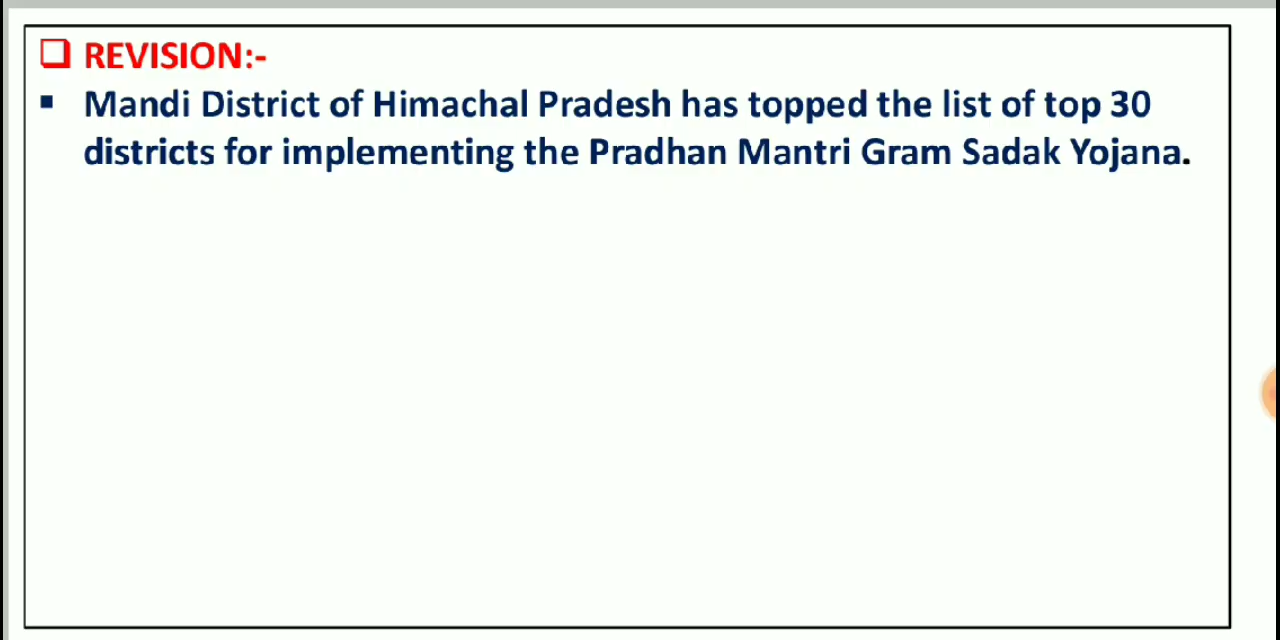 ❑ REVISION:-
▪ Mandi District of Himachal Pradesh has topped the list of top 30
districts for implementing the Pradhan Mantri Gram Sadak Yojana.